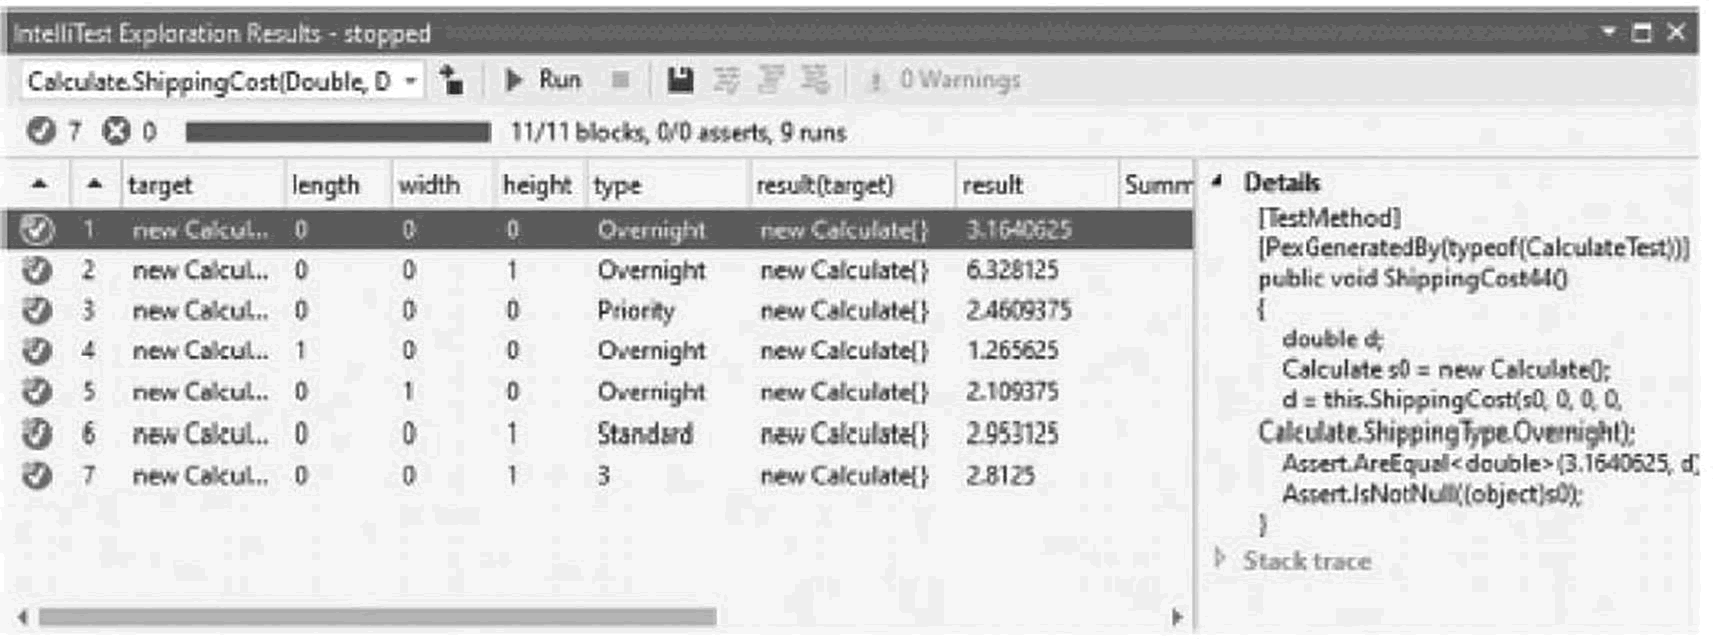 IntelliTest Exploration Results - stopped
Calculate.ShippingCost(Double, D Run 0 Warnings
7 0 11/11 blocks, 0/0 asserts, 9 runs
target length width height type result(target) result Summ
1 new Calcul... 0 0 0 Overnight new Calculate{} 3.1640625
2 new Calcul... 0 0 1 Overnight new Calculate{} 6.328125
3 new Calcul... 0 0 0 Priority new Calculate{} 2.4609375
4 new Calcul... 1 0 0 Overnight new Calculate{} 1.265625
5 new Calcul... 0 1 0 Overnight new Calculate{} 2.109375
6 new Calcul... 0 0 1 Standard new Calculate{} 2.953125
7 new Calcul... 0 0 1 3 new Calculate{} 2.8125
Details
[TestMethod]
[PexGeneratedBy(typeof(CalculateTest))]
public void ShippingCost44()
{
double d;
Calculate s0 = new Calculate();
d = this.ShippingCost(s0, 0, 0, 0,
Calculate.ShippingType.Overnight);
Assert.AreEqual<double>(3.1640625, d)
Assert.IsNotNull((object)s0);
}
Stack trace